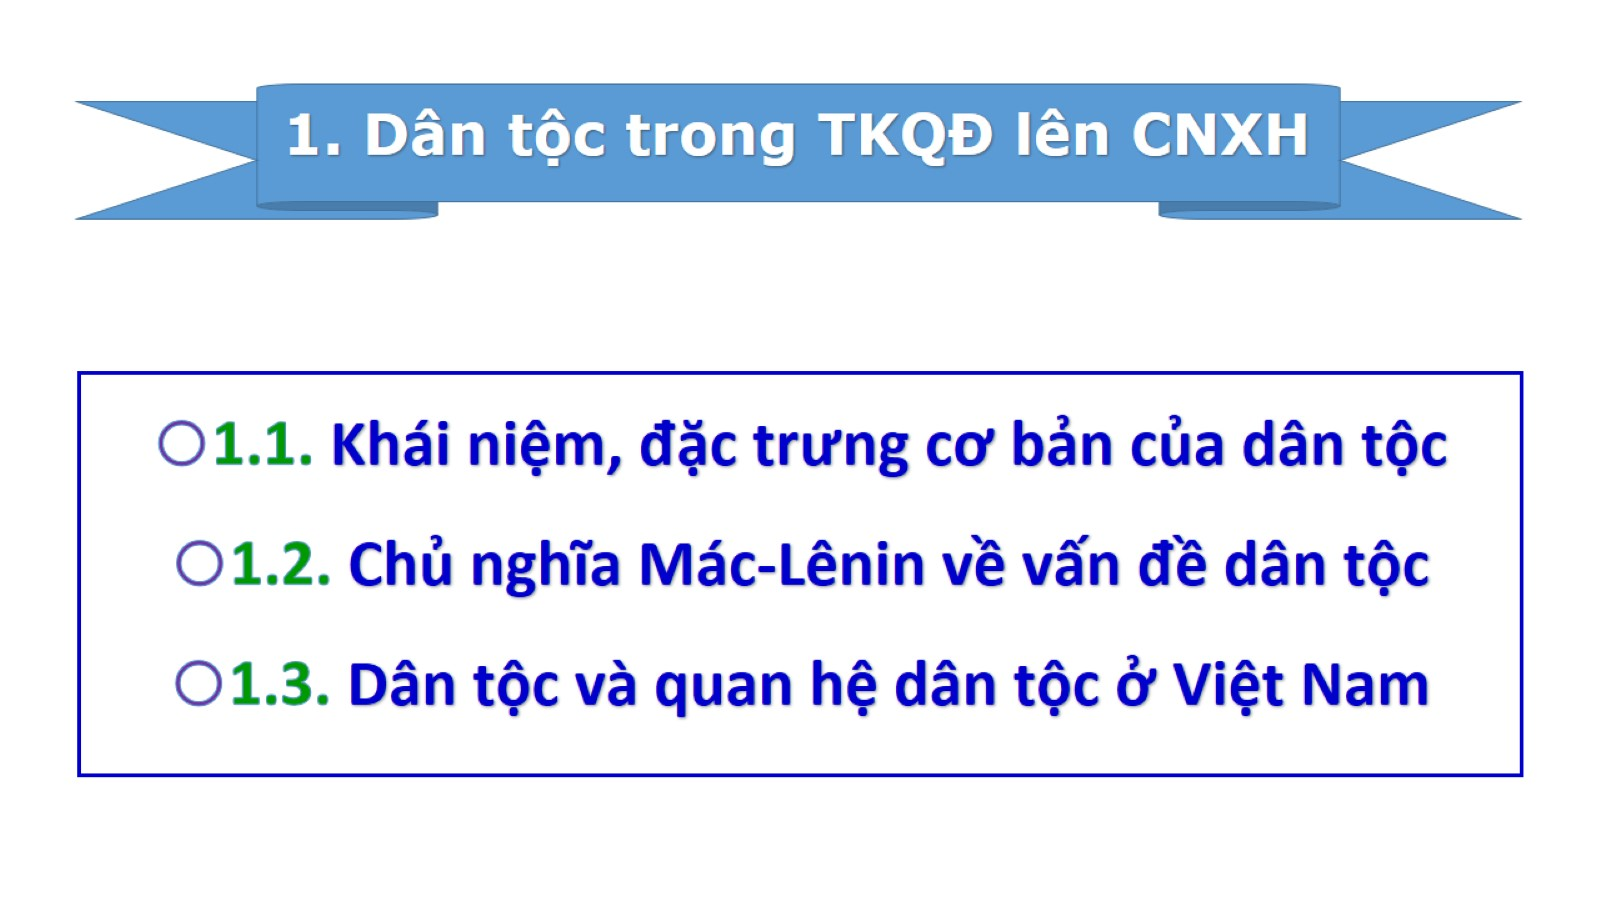 1. Dân tộc trong TKQĐ lên CNXH
1.1. Khái niệm, đặc trưng cơ bản của dân tộc
1.2. Chủ nghĩa Mác-Lênin về vấn đề dân tộc
1.3. Dân tộc và quan hệ dân tộc ở Việt Nam